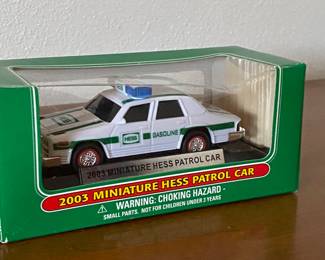 HESS
GASOLINE
2003 MINIATURE HESS PATROL CAR
2003 MINIATURE HESS PATROL CAR
WARNING: CHOKING HAZARD -
SMALL PARTS. NOT FOR CHILDREN UNDER 3 YEARS